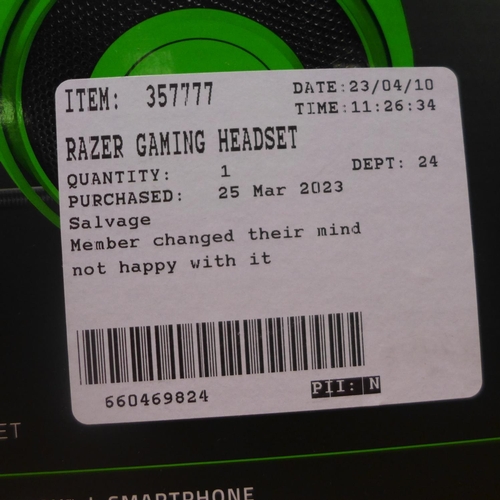 ITEM: 357777
DATE:23/04/10
TIME:11:26:34
RAZER GAMING HEADSET
QUANTITY: 1
DEPT: 24
PURCHASED: 25 Mar 2023
Salvage
Member changed their mind
not happy with it
660469824
PII: N
ET
SMARTPHONE